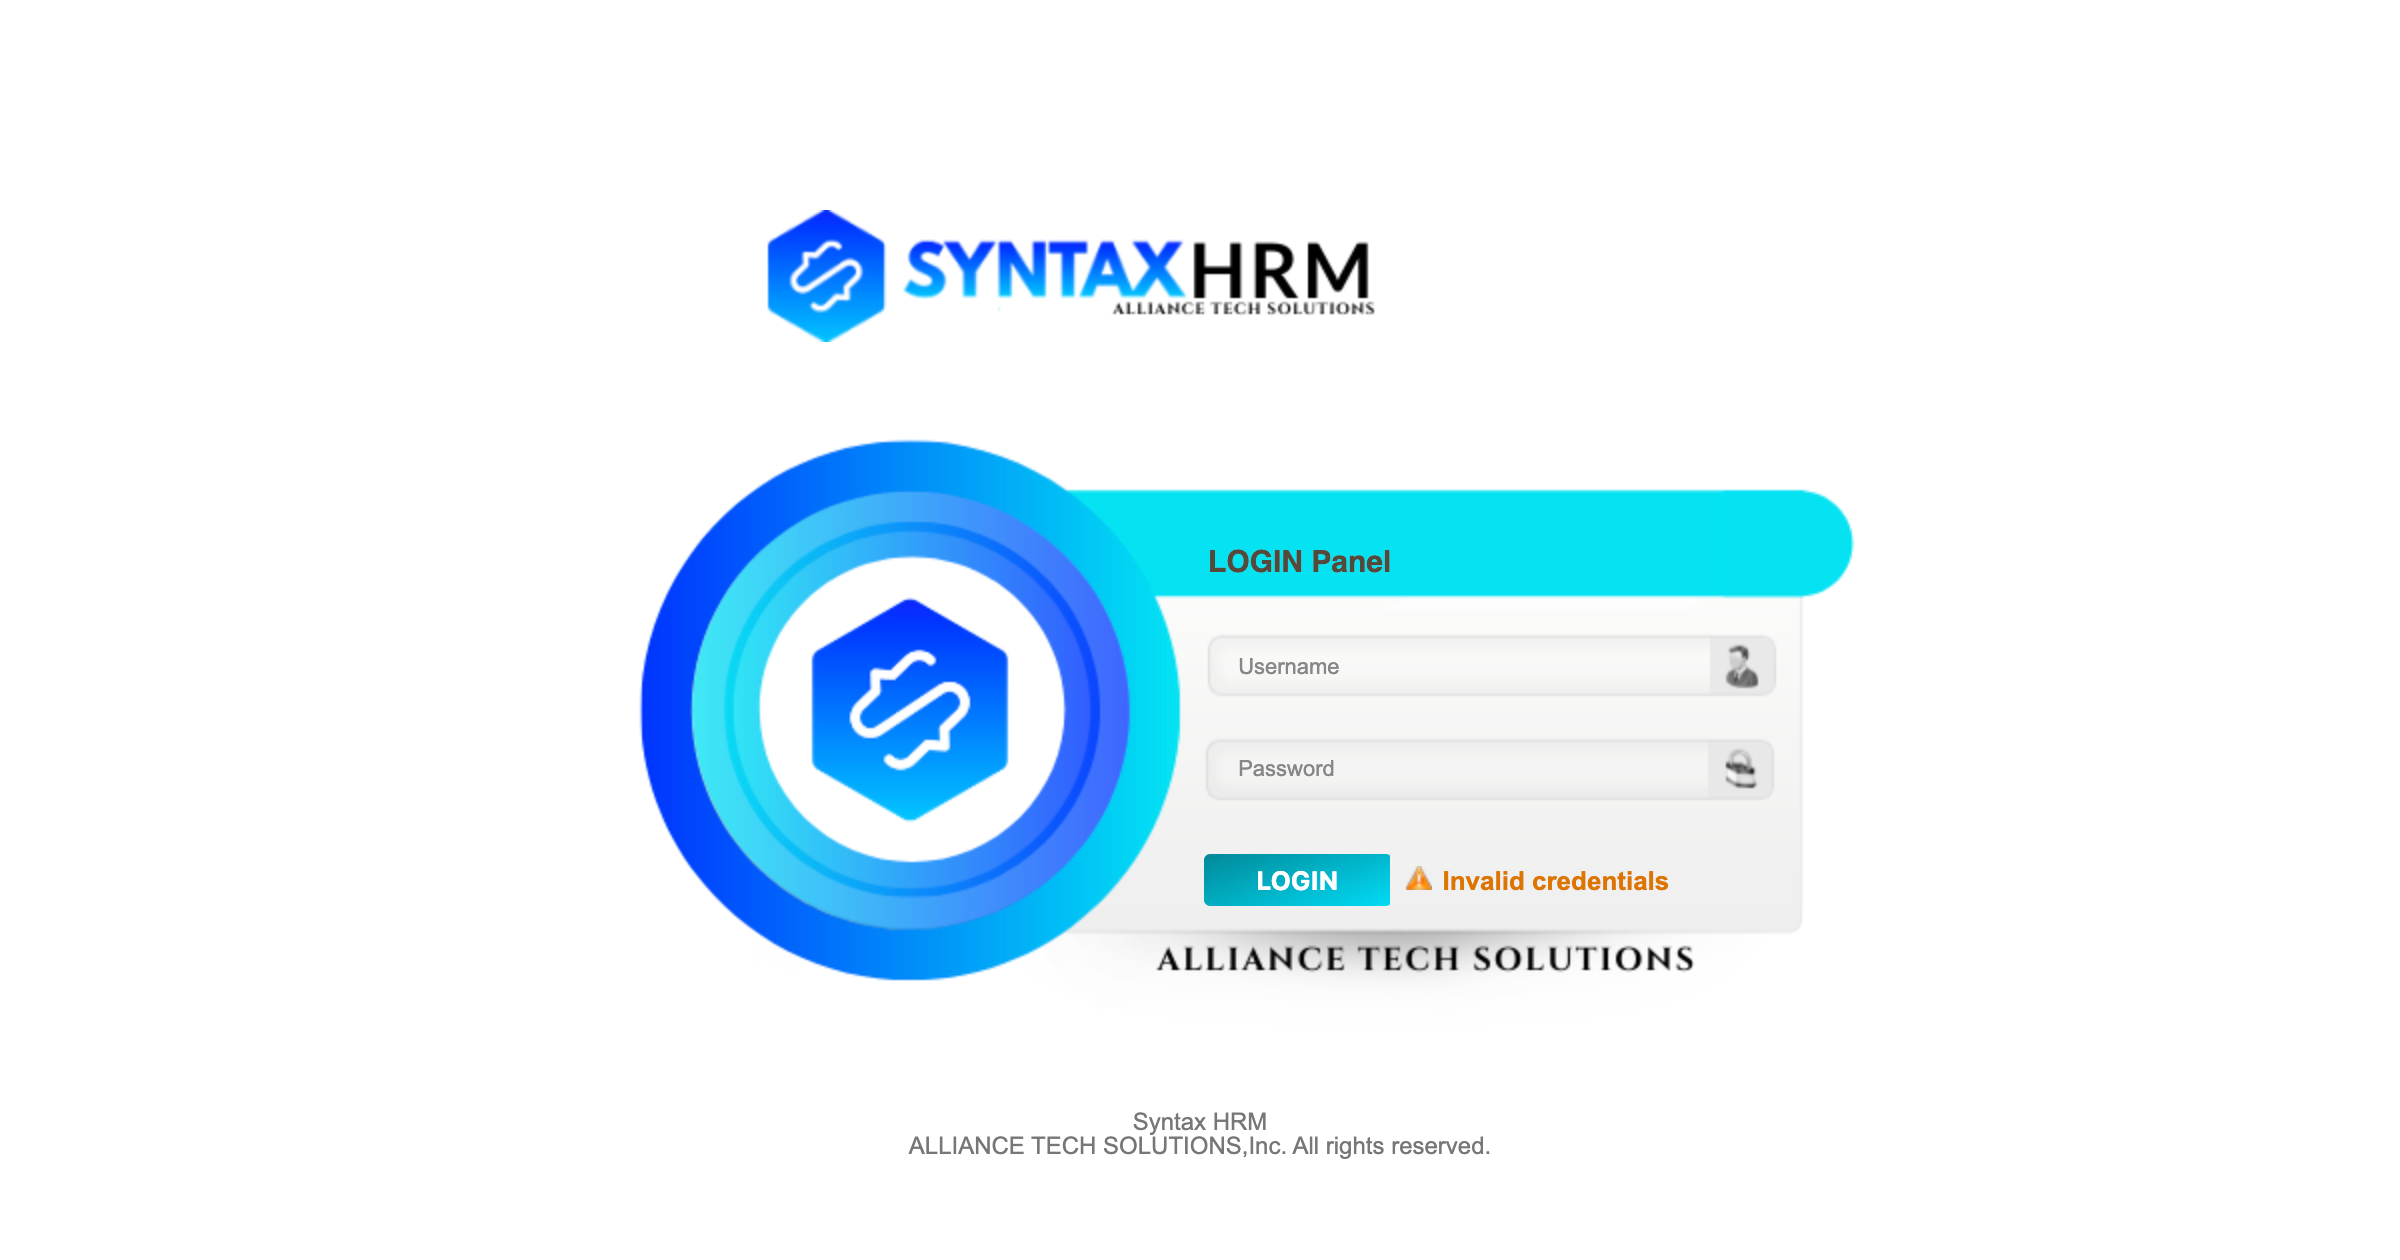 SYNTAXHRM
ALLIANCE TECH SOLUTIONS
LOGIN Panel
Username
Password
LOGIN Invalid credentials
ALLIANCE TECH SOLUTIONS
Syntax HRM
ALLIANCE TECH SOLUTIONS,Inc. All rights reserved.